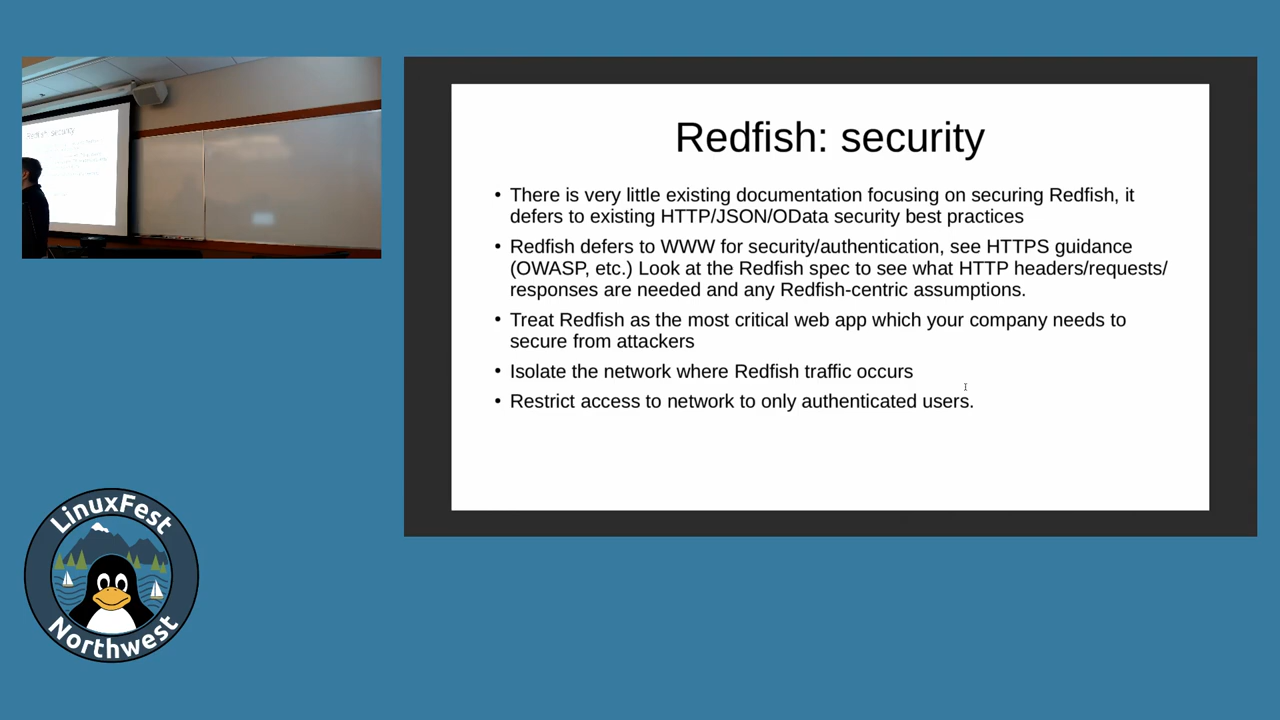 Redfish: security
Redfish: security
• There is very little existing documentation focusing on securing Redfish, it
defers to existing HTTP/JSON/OData security best practices
• Redfish defers to WWW for security/authentication, see HTTPS guidance
(OWASP, etc.) Look at the Redfish spec to see what HTTP headers/requests/
responses are needed and any Redfish-centric assumptions.
• Treat Redfish as the most critical web app which your company needs to
secure from attackers
• Isolate the network where Redfish traffic occurs
• Restrict access to network to only authenticated users.
LinuxFest
Northwest